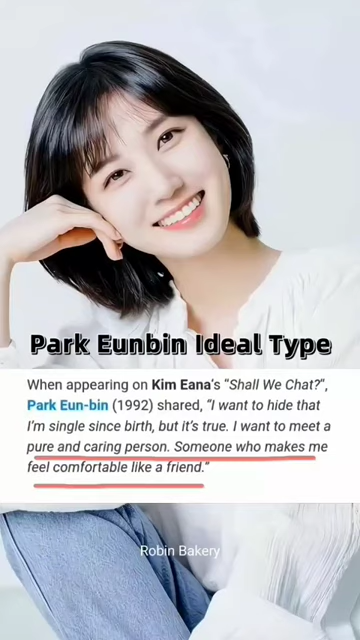 Park Eunbin Ideal Type
When appearing on Kim Eana's "Shall We Chat?",
Park Eun-bin (1992) shared, "I want to hide that
I'm single since birth, but it's true. I want to meet a
pure and caring person. Someone who makes me
feel comfortable like a friend."
Robin Bakery